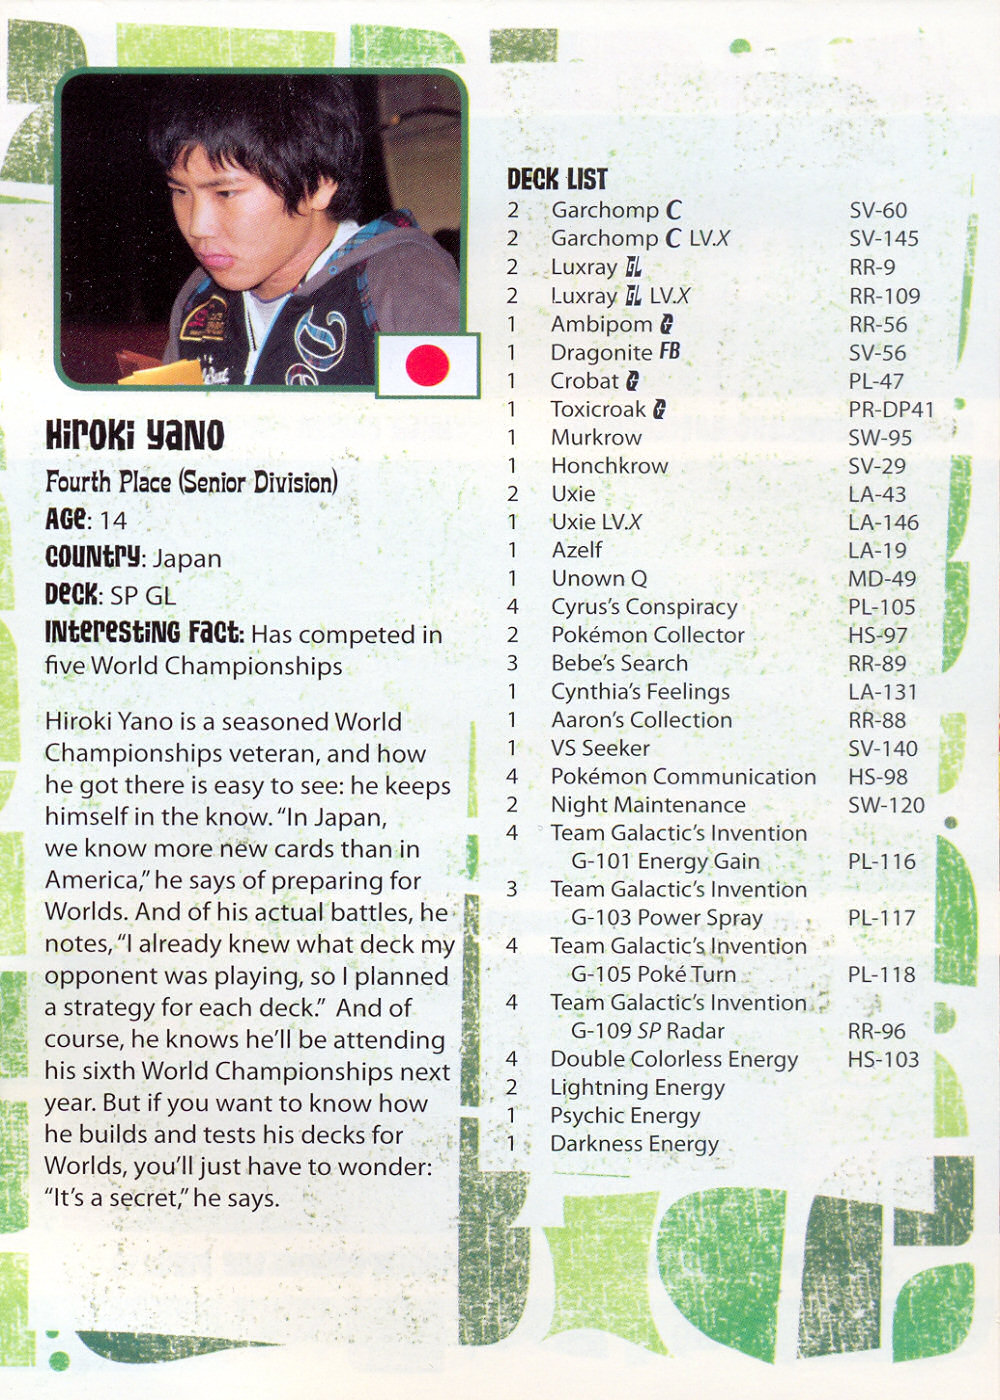 Hiroki Yano
Fourth Place (Senior Division)
Age: 14
Country: Japan
Deck: SP GL
Interesting Fact: Has competed in
five World Championships
Hiroki Yano is a seasoned World
Championships veteran, and how
he got there is easy to see: he keeps
himself in the know. “In Japan,
we know more new cards than in
America,” he says of preparing for
Worlds. And of his actual battles, he
notes, “I already knew what deck my
opponent was playing, so I planned
a strategy for each deck.” And of
course, he knows he’ll be attending
his sixth World Championships next
year. But if you want to know how
he builds and tests his decks for
Worlds, you’ll just have to wonder:
“It’s a secret,” he says.
DECK LIST
2 Garchomp C SV-60
2 Garchomp C LV.X SV-145
2 Luxray GL RR-9
2 Luxray GL LV.X RR-109
1 Ambipom G RR-56
1 Dragonite FB SV-56
1 Crobat G PL-47
1 Toxicroak G PR-DP41
1 Murkrow SW-95
1 Honchkrow SV-29
2 Uxie LA-43
1 Uxie LV.X LA-146
1 Azelf LA-19
1 Unown Q MD-49
4 Cyrus’s Conspiracy PL-105
2 Pokémon Collector HS-97
3 Bebe’s Search RR-89
1 Cynthia’s Feelings LA-131
1 Aaron’s Collection RR-88
1 VS Seeker SV-140
4 Pokémon Communication HS-98
2 Night Maintenance SW-120
4 Team Galactic’s Invention
G-101 Energy Gain PL-116
3 Team Galactic’s Invention
G-103 Power Spray PL-117
4 Team Galactic’s Invention
G-105 Poké Turn PL-118
4 Team Galactic’s Invention
G-109 SP Radar RR-96
4 Double Colorless Energy HS-103
2 Lightning Energy
1 Psychic Energy
1 Darkness Energy